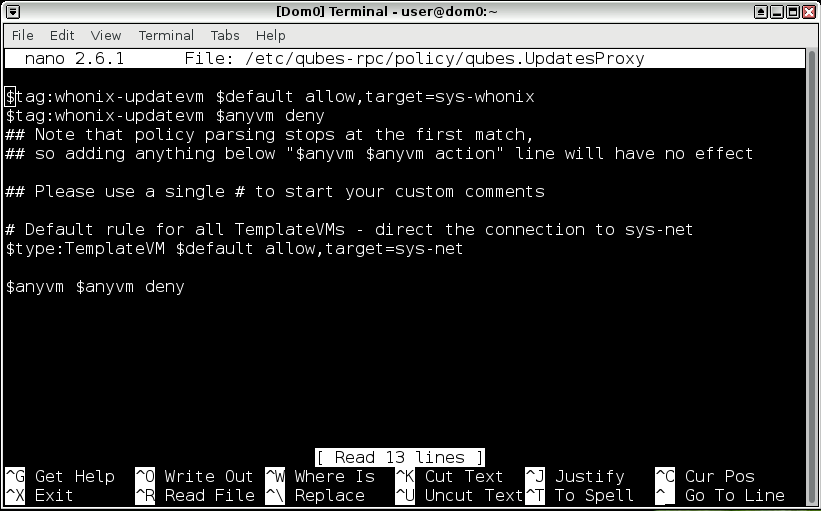 [Dom0] Terminal - user@dom0:~
File Edit View Terminal Tabs Help
nano 2.6.1 File: /etc/qubes-rpc/policy/qubes.UpdatesProxy
$tag:whonix-updatevm $default allow,target=sys-whonix
$tag:whonix-updatevm $anyvm deny
## Note that policy parsing stops at the first match,
## so adding anything below "$anyvm $anyvm action" line will have no effect
## Please use a single # to start your custom comments
# Default rule for all TemplateVMs - direct the connection to sys-net
$type:TemplateVM $default allow,target=sys-net
$anyvm $anyvm deny
[ Read 13 lines ]
^G Get Help ^O Write Out ^W Where Is ^K Cut Text ^J Justify ^C Cur Pos
^X Exit ^R Read File ^\ Replace ^U Uncut Text ^T To Spell ^_ Go To Line